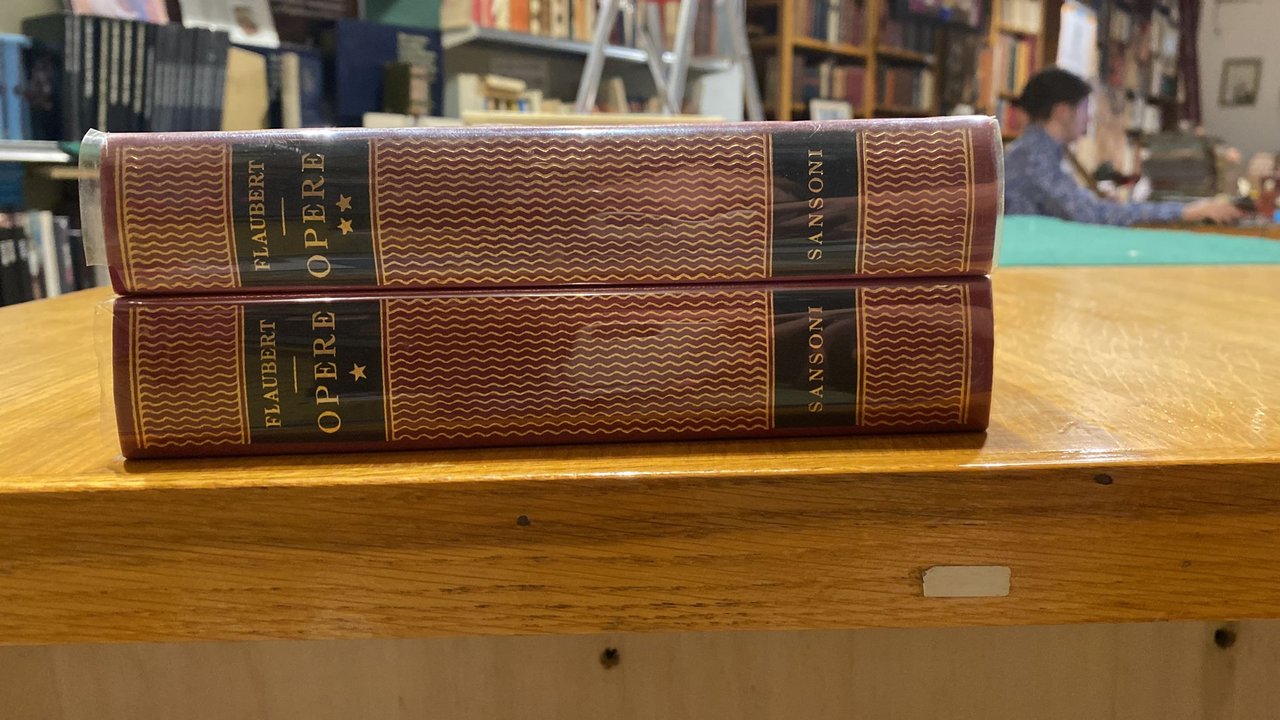 FLAUBERT
OPERE
★★
SANSONI
FLAUBERT
OPERE
★
SANSONI